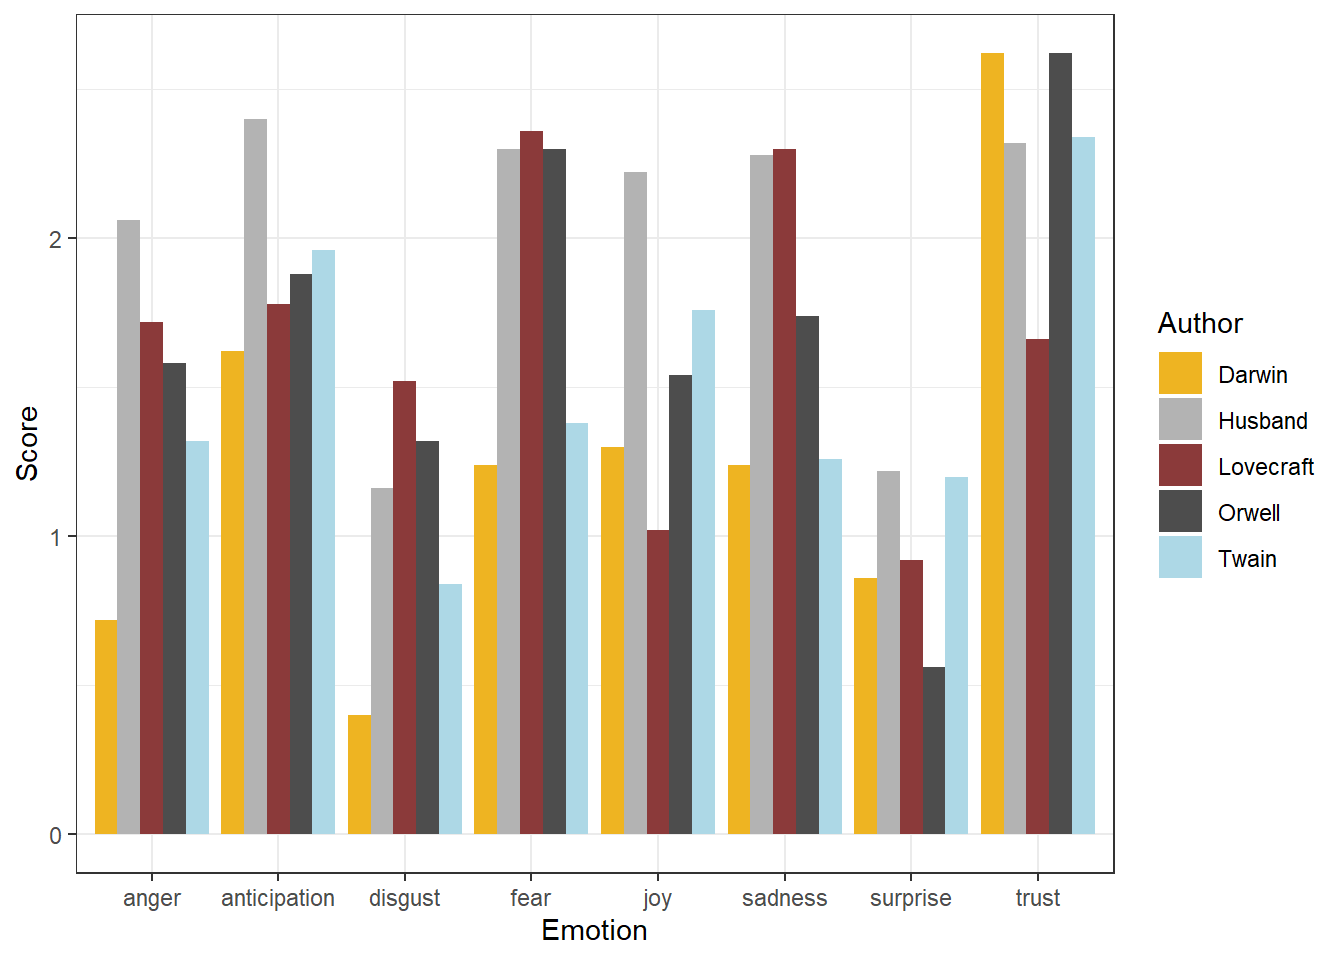 Score
2
1
0
anger anticipation disgust fear joy sadness surprise trust
Emotion
Author
Darwin
Husband
Lovecraft
Orwell
Twain